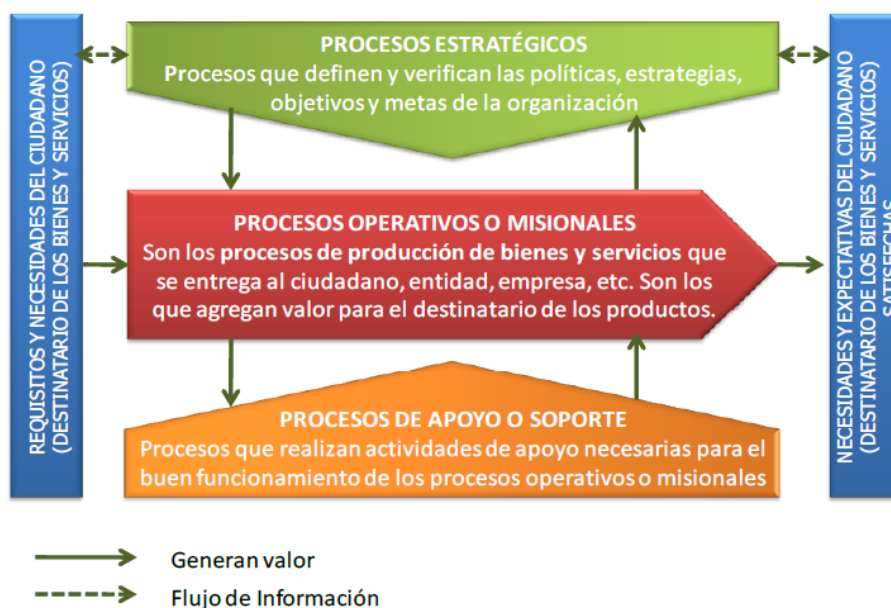 REQUISITOS Y NECESIDADES DEL CIUDADANO
(DESTINATARIO DE LOS BIENES Y SERVICIOS)
PROCESOS ESTRATÉGICOS
Procesos que definen y verifican las políticas, estrategias,
objetivos y metas de la organización
PROCESOS OPERATIVOS O MISIONALES
Son los procesos de producción de bienes y servicios que
se entrega al ciudadano, entidad, empresa, etc. Son los
que agregan valor para el destinatario de los productos.
PROCESOS DE APOYO O SOPORTE
Procesos que realizan actividades de apoyo necesarias para el
buen funcionamiento de los procesos operativos o misionales
NECESIDADES Y EXPECTATIVAS DEL CIUDADANO
(DESTINATARIO DE LOS BIENES Y SERVICIOS)
SATISFECHAS
Generan valor
Flujo de Información